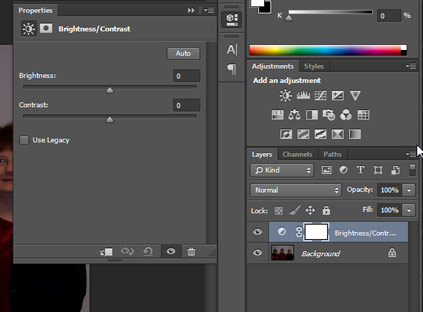 Properties
Brightness/Contrast
Auto
Brightness: 0
Contrast: 0
Use Legacy
A
K 0 %
Adjustments Styles
Add an adjustment
Layers Channels Paths
Kind
T
Normal Opacity: 100%
Lock: Fill: 100%
Brightness/Contr...
Background